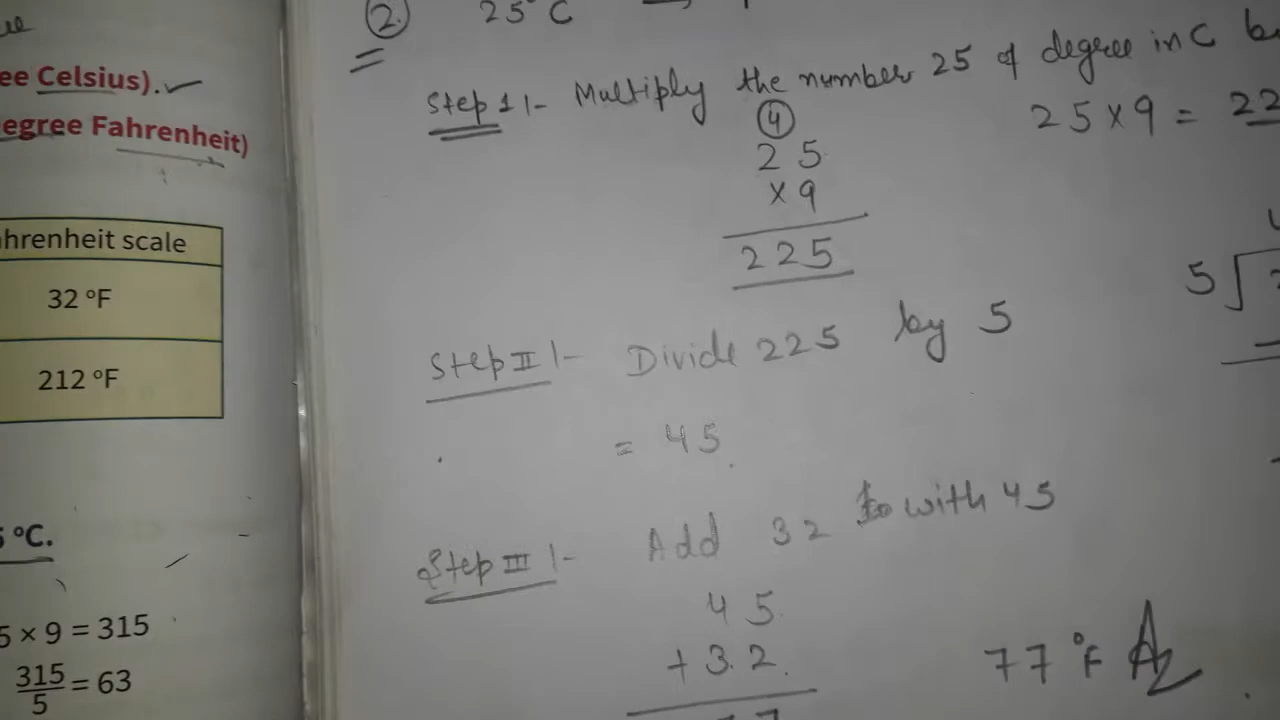 ee Celsius).
egree Fahrenheit)
ahrenheit scale
32 °F
212 °F
°C.
5 × 9 = 315
315
5
= 63
② 25°C
Step 1 :- Multiply the number 25 of degree in C
25 × 9 = 22
④
25
×9
225
5
Step II :- Divide 225 by 5
= 45
Step III :- Add 32 with 45
45
+32
77°F